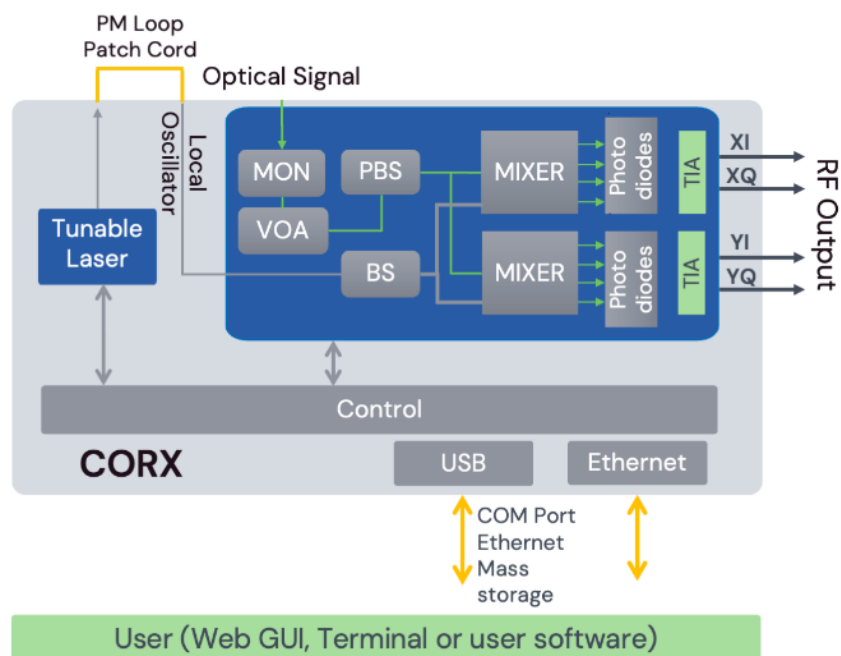 PM Loop
Patch Cord
Optical Signal
Local
Oscillator
Tunable
Laser
MON
VOA
PBS
BS
MIXER
MIXER
Photo
diodes
Photo
diodes
TIA
TIA
XI
XQ
YI
YQ
RF Output
Control
CORX
USB
Ethernet
COM Port
Ethernet
Mass
storage
User (Web GUI, Terminal or user software)